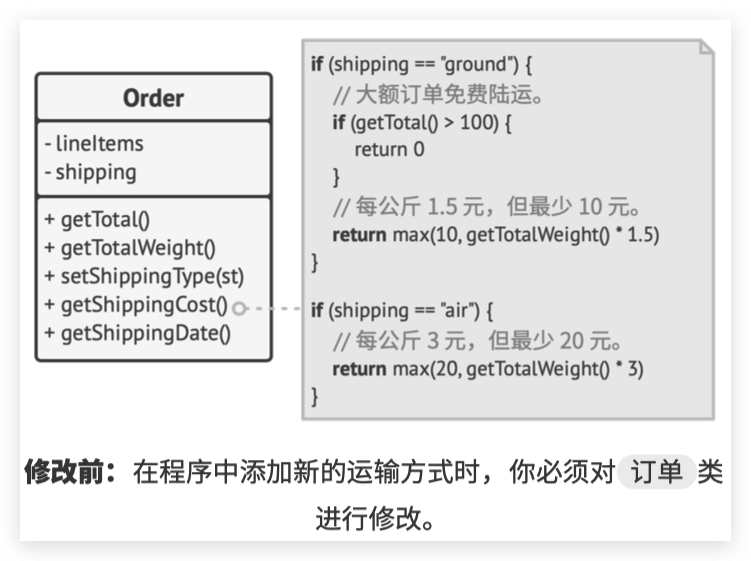 Order
- lineItems
- shipping
+ getTotal()
+ getTotalWeight()
+ setShippingType(st)
+ getShippingCost()
+ getShippingDate()
if (shipping == "ground") {
// 大额订单免费陆运。
if (getTotal() > 100) {
return 0
}
// 每公斤 1.5 元，但最少 10 元。
return max(10, getTotalWeight() * 1.5)
}
if (shipping == "air") {
// 每公斤 3 元，但最少 20 元。
return max(20, getTotalWeight() * 3)
}
修改前：在程序中添加新的运输方式时，你必须对 订单 类
进行修改。